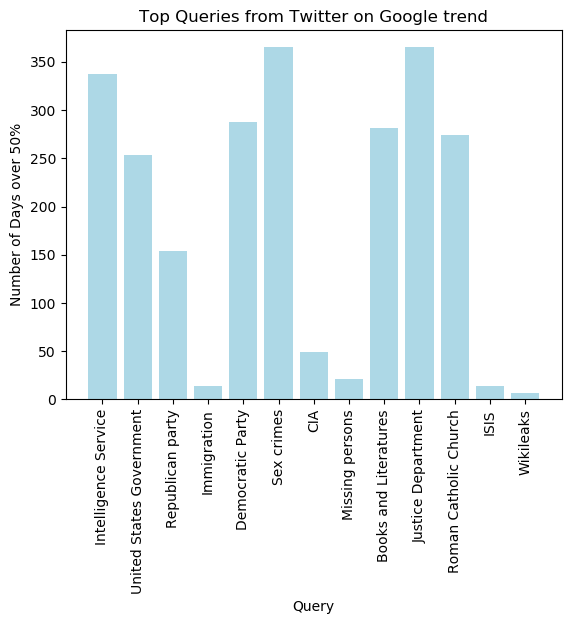 Top Queries from Twitter on Google trend
Number of Days over 50%
350
300
250
200
150
100
50
0
Intelligence Service
United States Government
Republican party
Immigration
Democratic Party
Sex crimes
CIA
Missing persons
Books and Literatures
Justice Department
Roman Catholic Church
ISIS
Wikileaks
Query